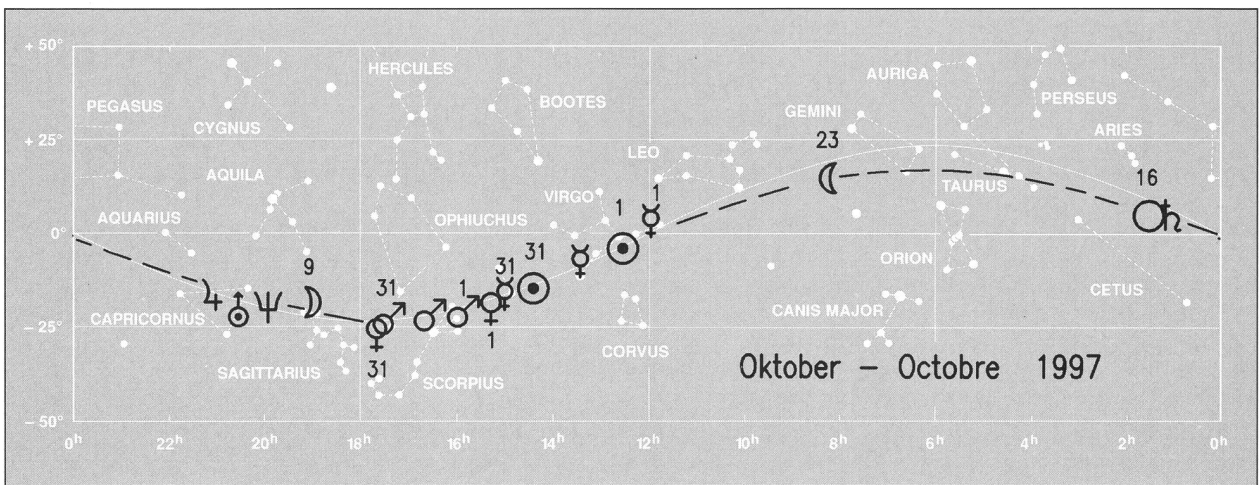 + 50°
HERCULES
AURIGA
PEGASUS
BOOTES
PERSEUS
GEMINI
CYGNUS
ARIES
+ 25°
23
LEO
AQUILA
16
TAURUS
VIRGO
1
1
AQUARIUS
OPHIUCHUS
0°
ORION
9
31
31
31
1
CETUS
CAPRICORNUS
CANIS MAJOR
− 25°
1
CORVUS
SAGITTARIUS
31
SCORPIUS
Oktober – Octobre 1997
− 50°
0h 22h 20h 18h 16h 14h 12h 10h 8h 6h 4h 2h 0h